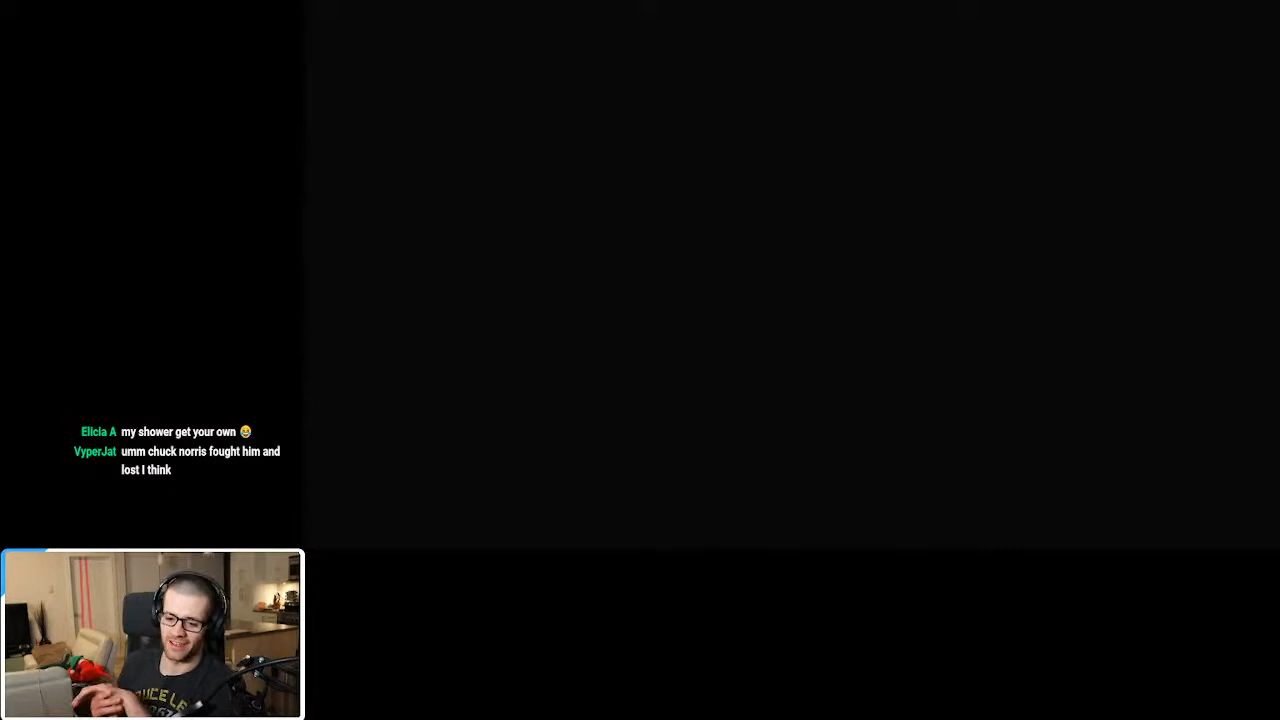 Elicia A my shower get your own 😂
VyperJat umm chuck norris fought him and
lost I think